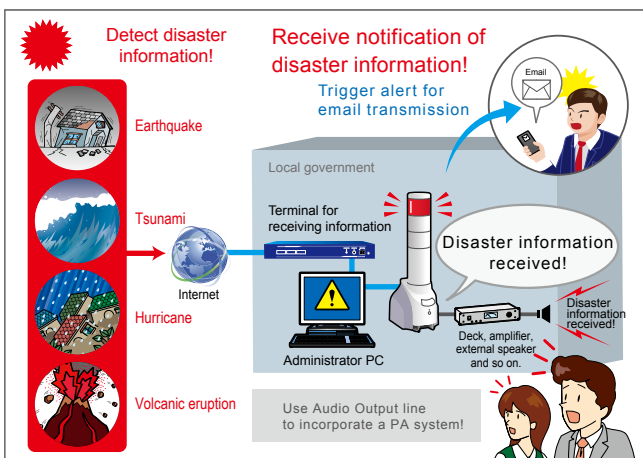 Detect disaster
information!
Receive notification of
disaster information!
Trigger alert for
email transmission
Email
Earthquake
Tsunami
Hurricane
Volcanic eruption
Internet
Local government
Terminal for
receiving information
Administrator PC
Disaster information
received!
Deck, amplifier,
external speaker
and so on.
Disaster
information
received!
Use Audio Output line
to incorporate a PA system!